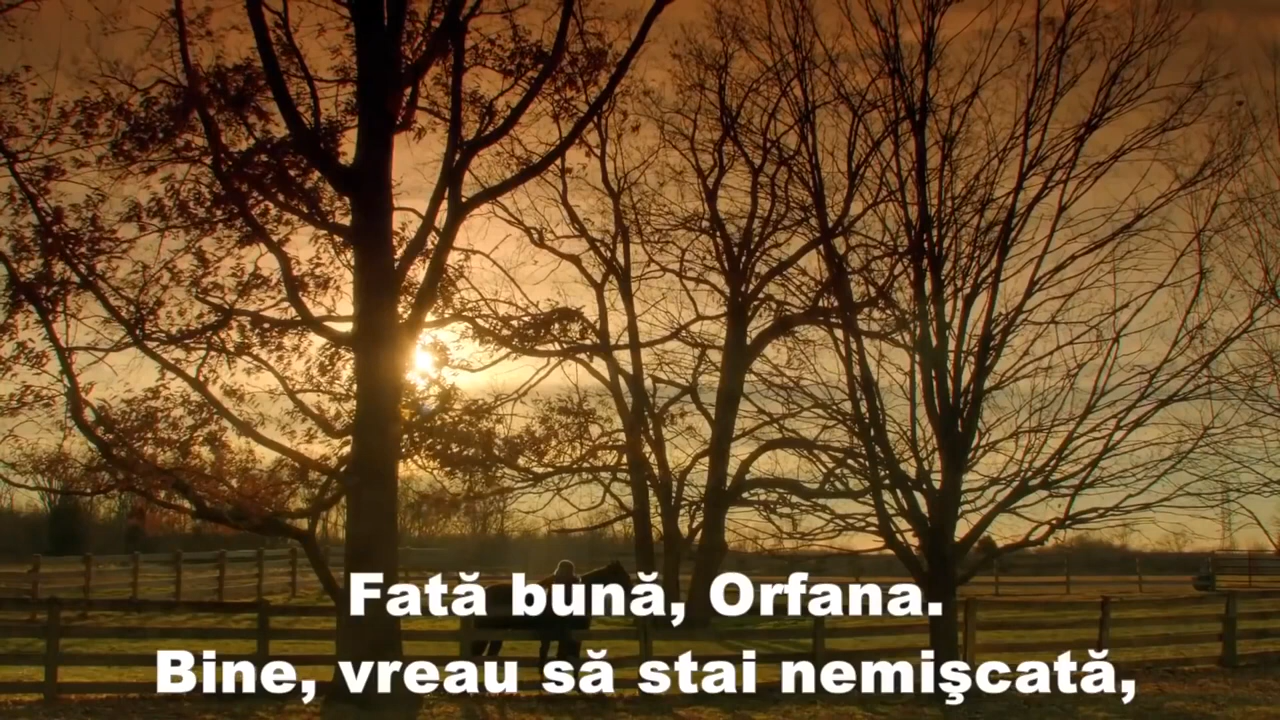 Fată bună, Orfana.
Bine, vreau să stai nemişcată,